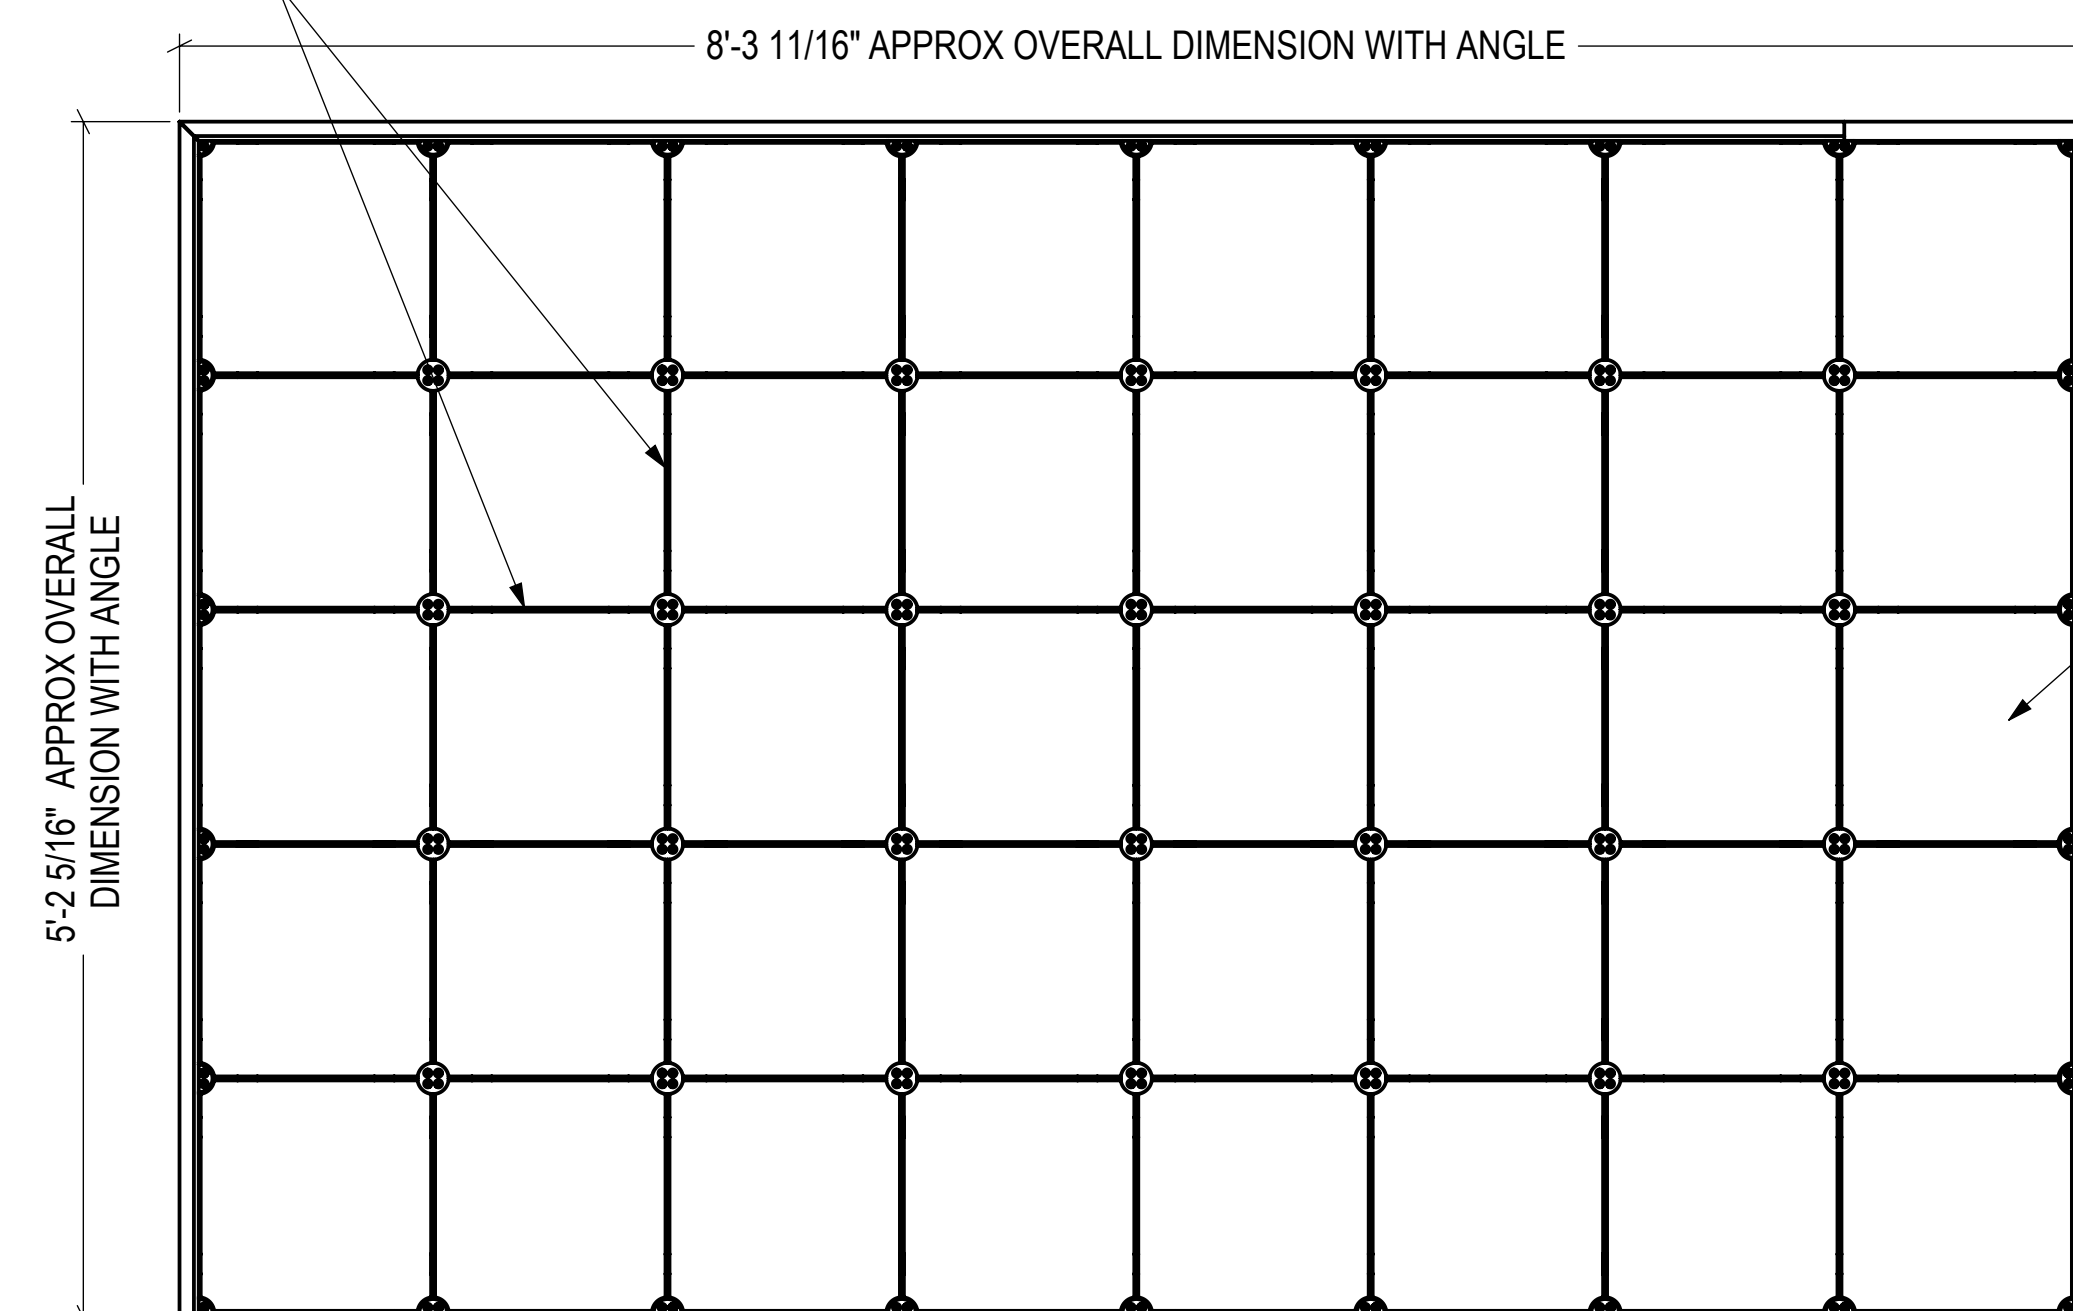 8'-3 11/16" APPROX OVERALL DIMENSION WITH ANGLE
5'-2 5/16" APPROX OVERALL
DIMENSION WITH ANGLE